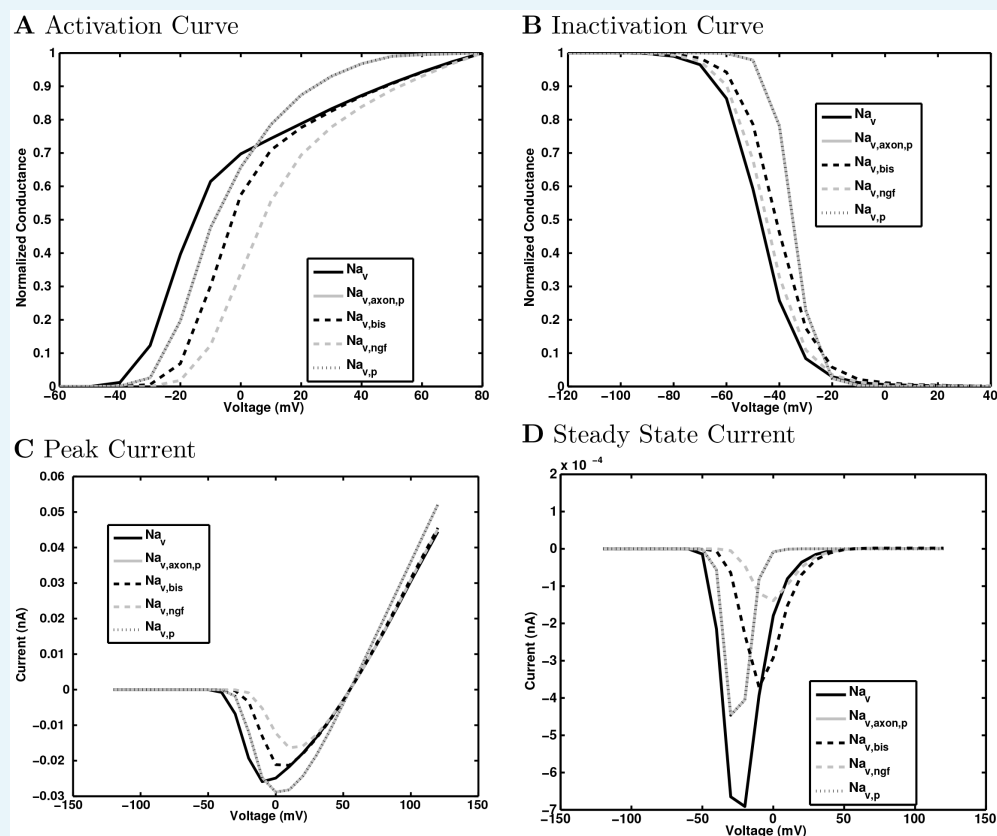 A Activation Curve
Normalized Conductance
1
0.9
0.8
0.7
0.6
0.5
0.4
0.3
0.2
0.1
0
−60
−40
−20
0
20
40
60
80
Voltage (mV)
Nav
Nav,axon,p
Nav,bis
Nav,ngf
Nav,p
B Inactivation Curve
Normalized Conductance
1
0.9
0.8
0.7
0.6
0.5
0.4
0.3
0.2
0.1
0
−120
−100
−80
−60
−40
−20
0
20
40
Voltage (mV)
Nav
Nav,axon,p
Nav,bis
Nav,ngf
Nav,p
C Peak Current
Current (nA)
0.06
0.05
0.04
0.03
0.02
0.01
0
−0.01
−0.02
−0.03
−150
−100
−50
0
50
100
150
Voltage (mV)
Nav
Nav,axon,p
Nav,bis
Nav,ngf
Nav,p
D Steady State Current
x 10 −4
Current (nA)
2
1
0
−1
−2
−3
−4
−5
−6
−7
−150
−100
−50
0
50
100
150
Voltage (mV)
Nav
Nav,axon,p
Nav,bis
Nav,ngf
Nav,p